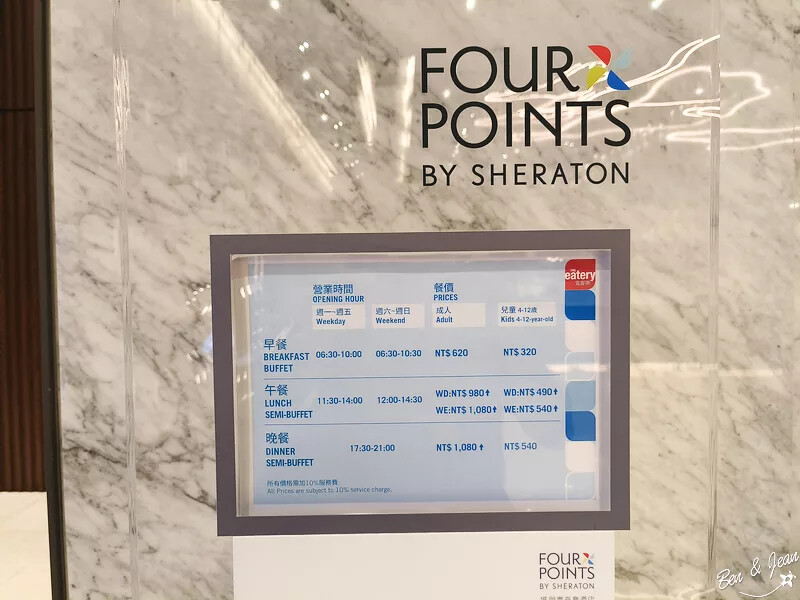 FOUR
POINTS
BY SHERATON
the
eatery
宜客樂
營業時間 餐價
OPENING HOUR PRICES
週一~週五 週六~週日 成人 兒童 4-12歲
Weekday Weekend Adult Kids 4-12-year-old
早餐
BREAKFAST 06:30-10:00 06:30-10:30 NT$ 620 NT$ 320
BUFFET
午餐 WD:NT$ 980↑ WD:NT$ 490↑
LUNCH 11:30-14:00 12:00-14:30
SEMI-BUFFET WE:NT$ 1,080↑ WE:NT$ 540↑
晚餐
DINNER 17:30-21:00 NT$ 1,080↑ NT$ 540
SEMI-BUFFET
所有價格需加10%服務費.
All Prices are subject to 10% service charge.
FOUR
POINTS
BY SHERATON
Ben & Jean